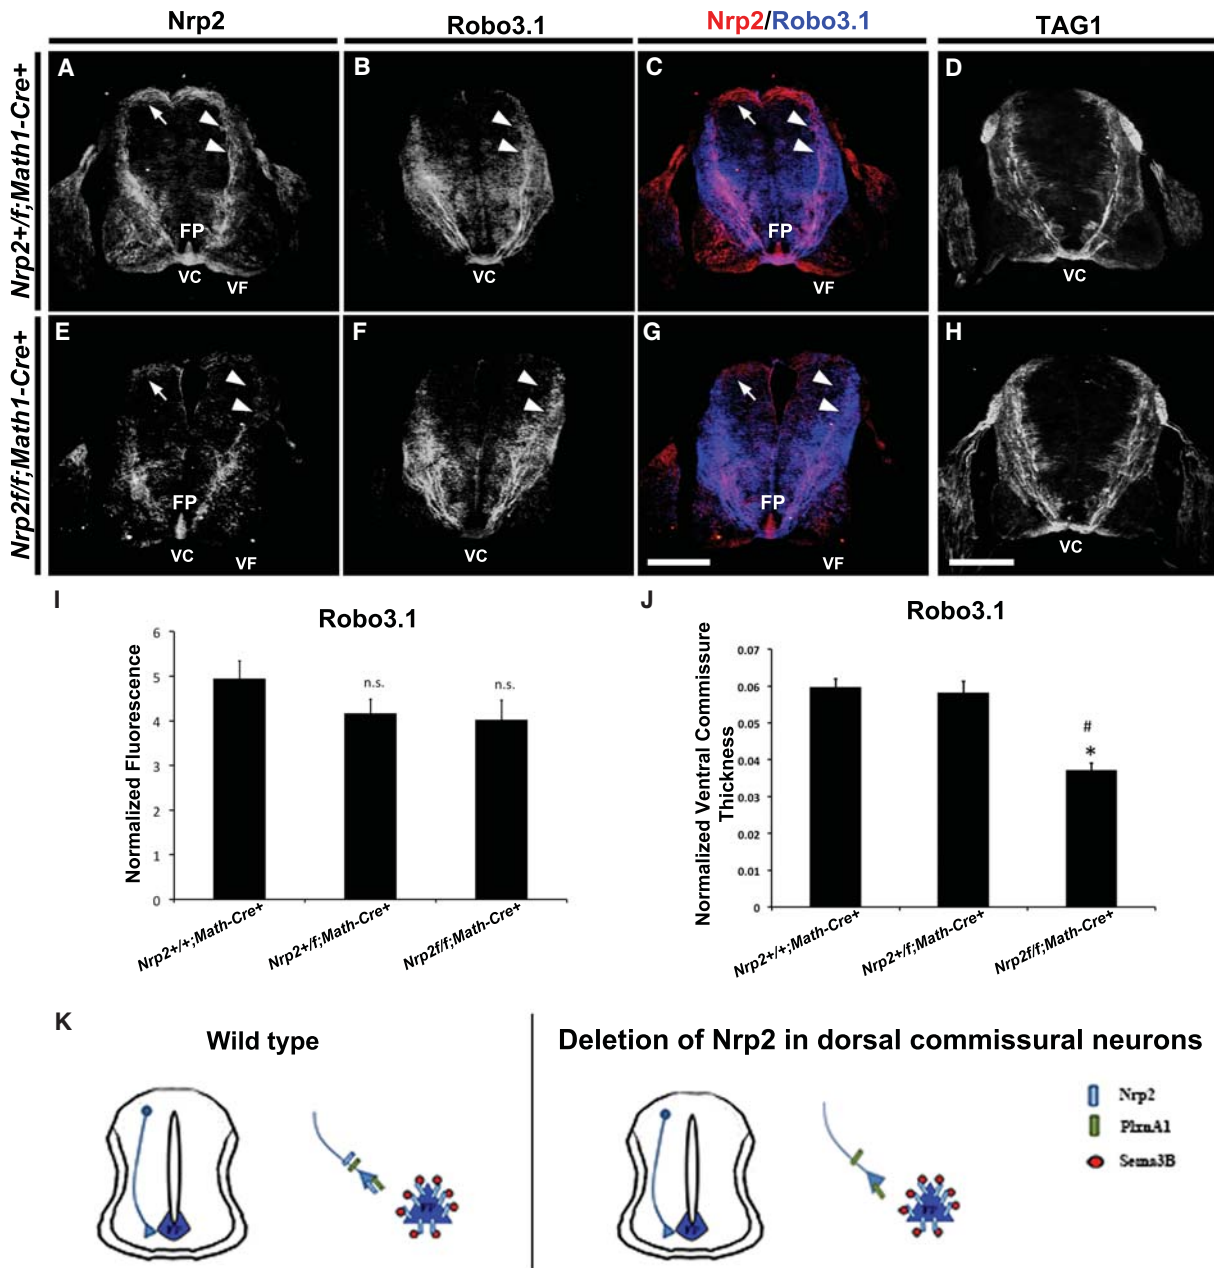 Nrp2
Robo3.1
Nrp2/Robo3.1
TAG1
Nrp2+/f;Math1-Cre+
A
FP
VC
VF
B
VC
C
FP
VF
D
VC
Nrp2f/f;Math1-Cre+
E
FP
VC
VF
F
G
FP
VF
H
VC
I
Robo3.1
Normalized Fluorescence
6
5
4
3
2
1
0
n.s.
n.s.
Nrp2+/+;Math-Cre+
Nrp2+/f;Math-Cre+
Nrp2f/f;Math-Cre+
J
Robo3.1
Normalized Ventral Commissure
Thickness
0.07
0.06
0.05
0.04
0.03
0.02
0.01
0
#
*
Nrp2+/+;Math-Cre+
Nrp2+/f;Math-Cre+
Nrp2f/f;Math-Cre+
K
Wild type
Deletion of Nrp2 in dorsal commissural neurons
Nrp2
PlxnA1
Sema3B